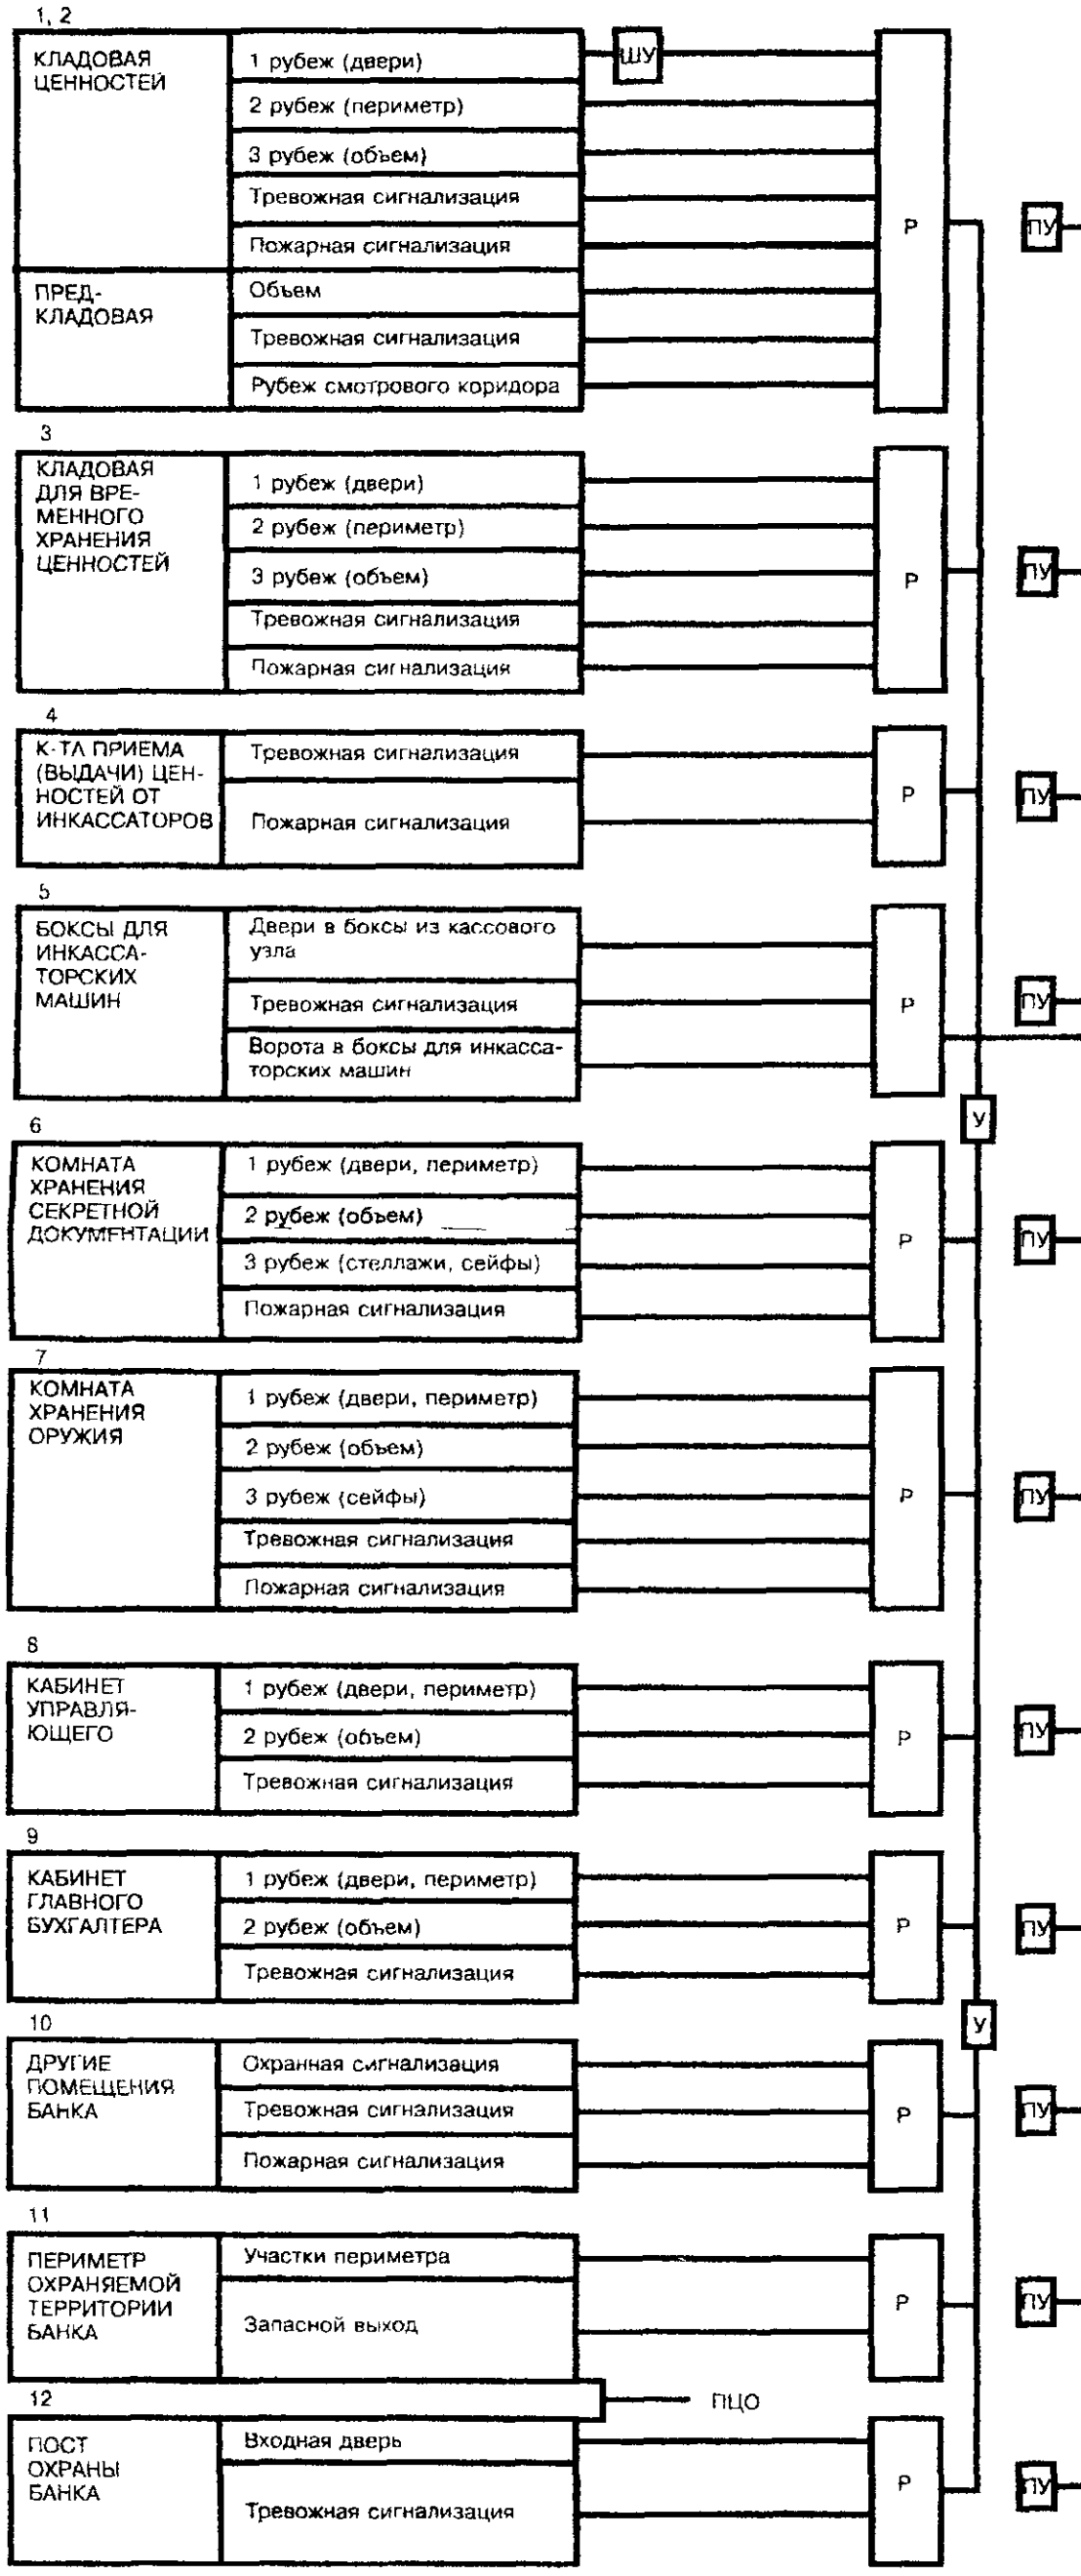 1, 2
КЛАДОВАЯ
ЦЕННОСТЕЙ
1 рубеж (двери)
ШУ
2 рубеж (периметр)
3 рубеж (объем)
Тревожная сигнализация
Пожарная сигнализация
Р
ПУ
ПРЕД-
КЛАДОВАЯ
Объем
Тревожная сигнализация
Рубеж смотрового коридора
3
КЛАДОВАЯ
ДЛЯ ВРЕ-
МЕННОГО
ХРАНЕНИЯ
ЦЕННОСТЕЙ
1 рубеж (двери)
2 рубеж (периметр)
3 рубеж (объем)
Тревожная сигнализация
Пожарная сигнализация
Р
ПУ
4
К-ТА ПРИЕМА
(ВЫДАЧИ) ЦЕН-
НОСТЕЙ ОТ
ИНКАССАТОРОВ
Тревожная сигнализация
Пожарная сигнализация
Р
ПУ
5
БОКСЫ ДЛЯ
ИНКАССА-
ТОРСКИХ
МАШИН
Двери в боксы из кассового
узла
Тревожная сигнализация
Ворота в боксы для инкасса-
торских машин
Р
ПУ
У
6
КОМНАТА
ХРАНЕНИЯ
СЕКРЕТНОЙ
ДОКУМЕНТАЦИИ
1 рубеж (двери, периметр)
2 рубеж (объем)
3 рубеж (стеллажи, сейфы)
Пожарная сигнализация
Р
ПУ
7
КОМНАТА
ХРАНЕНИЯ
ОРУЖИЯ
1 рубеж (двери, периметр)
2 рубеж (объем)
3 рубеж (сейфы)
Тревожная сигнализация
Пожарная сигнализация
Р
ПУ
8
КАБИНЕТ
УПРАВЛЯ-
ЮЩЕГО
1 рубеж (двери, периметр)
2 рубеж (объем)
Тревожная сигнализация
Р
ПУ
9
КАБИНЕТ
ГЛАВНОГО
БУХГАЛТЕРА
1 рубеж (двери, периметр)
2 рубеж (объем)
Тревожная сигнализация
Р
ПУ
У
10
ДРУГИЕ
ПОМЕЩЕНИЯ
БАНКА
Охранная сигнализация
Тревожная сигнализация
Пожарная сигнализация
Р
ПУ
11
ПЕРИМЕТР
ОХРАНЯЕМОЙ
ТЕРРИТОРИИ
БАНКА
Участки периметра
Запасной выход
Р
ПУ
ПЦО
12
ПОСТ
ОХРАНЫ
БАНКА
Входная дверь
Тревожная сигнализация
Р
ПУ